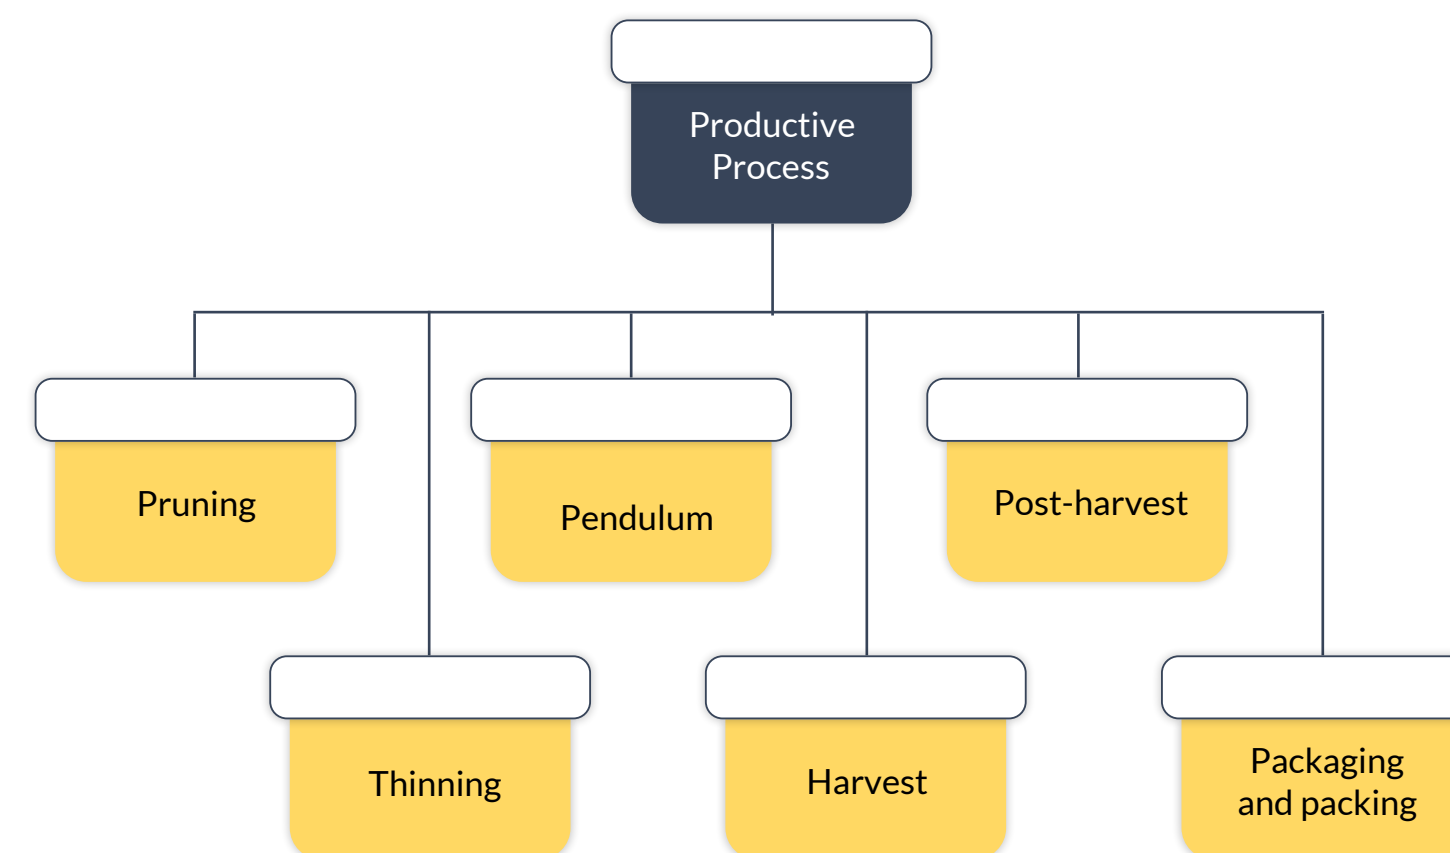 Productive
Process
Pruning
Pendulum
Post-harvest
Thinning
Harvest
Packaging
and packing